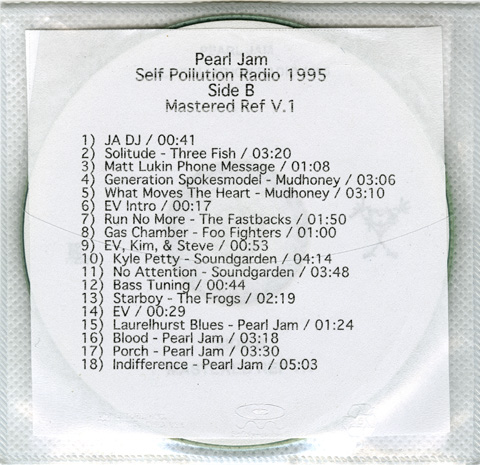 Pearl Jam
Self Pollution Radio 1995
Side B
Mastered Ref V.1
1) JA DJ / 00:41
2) Solitude - Three Fish / 03:20
3) Matt Lukin Phone Message / 01:08
4) Generation Spokesmodel - Mudhoney / 03:06
5) What Moves The Heart - Mudhoney / 03:10
6) EV Intro / 00:17
7) Run No More - The Fastbacks / 01:50
8) Gas Chamber - Foo Fighters / 01:00
9) EV, Kim, & Steve / 00:53
10) Kyle Petty - Soundgarden / 04:14
11) No Attention - Soundgarden / 03:48
12) Bass Tuning / 00:44
13) Starboy - The Frogs / 02:19
14) EV / 00:29
15) Laurelhurst Blues - Pearl Jam / 01:24
16) Blood - Pearl Jam / 03:18
17) Porch - Pearl Jam / 03:30
18) Indifference - Pearl Jam / 05:03